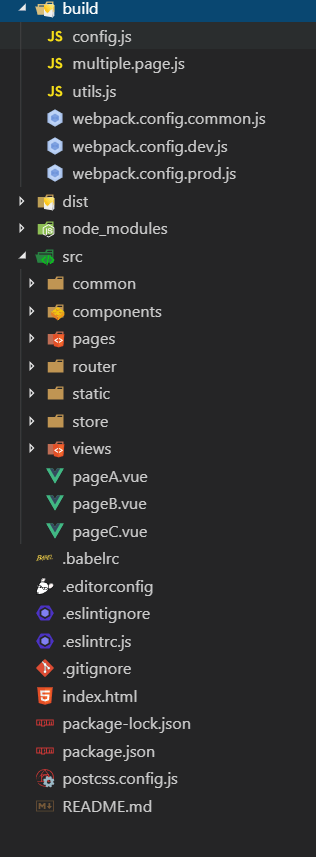 build
JS config.js
JS multiple.page.js
JS utils.js
webpack.config.common.js
webpack.config.dev.js
webpack.config.prod.js
dist
node_modules
src
common
components
pages
router
static
store
views
pageA.vue
pageB.vue
pageC.vue
BABEL .babelrc
.editorconfig
.eslintignore
.eslintrc.js
.gitignore
index.html
package-lock.json
package.json
postcss.config.js
README.md